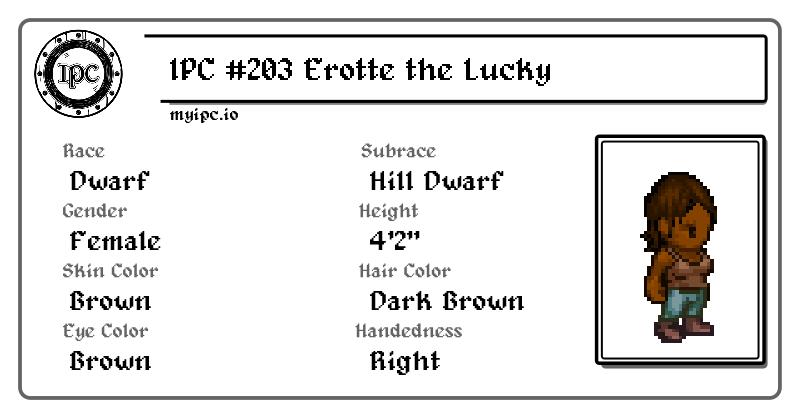 IPC
IPC #203 Erotte the Lucky
myipc.io
Race
Subrace
Dwarf
Hill Dwarf
Gender
Height
Female
4'2"
Skin Color
Hair Color
Brown
Dark Brown
Eye Color
Handedness
Brown
Right